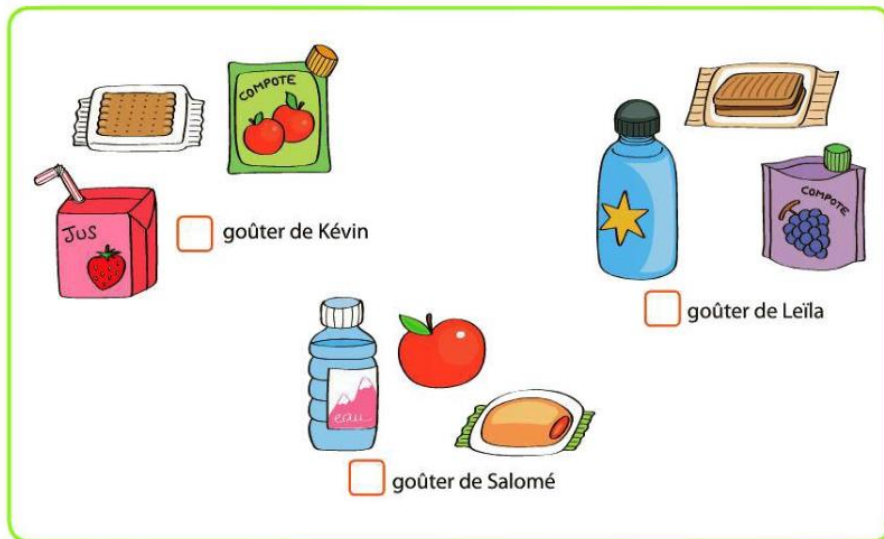 COMPOTE
JUS
goûter de Kévin
COMPOTE
goûter de Leïla
eau
goûter de Salomé